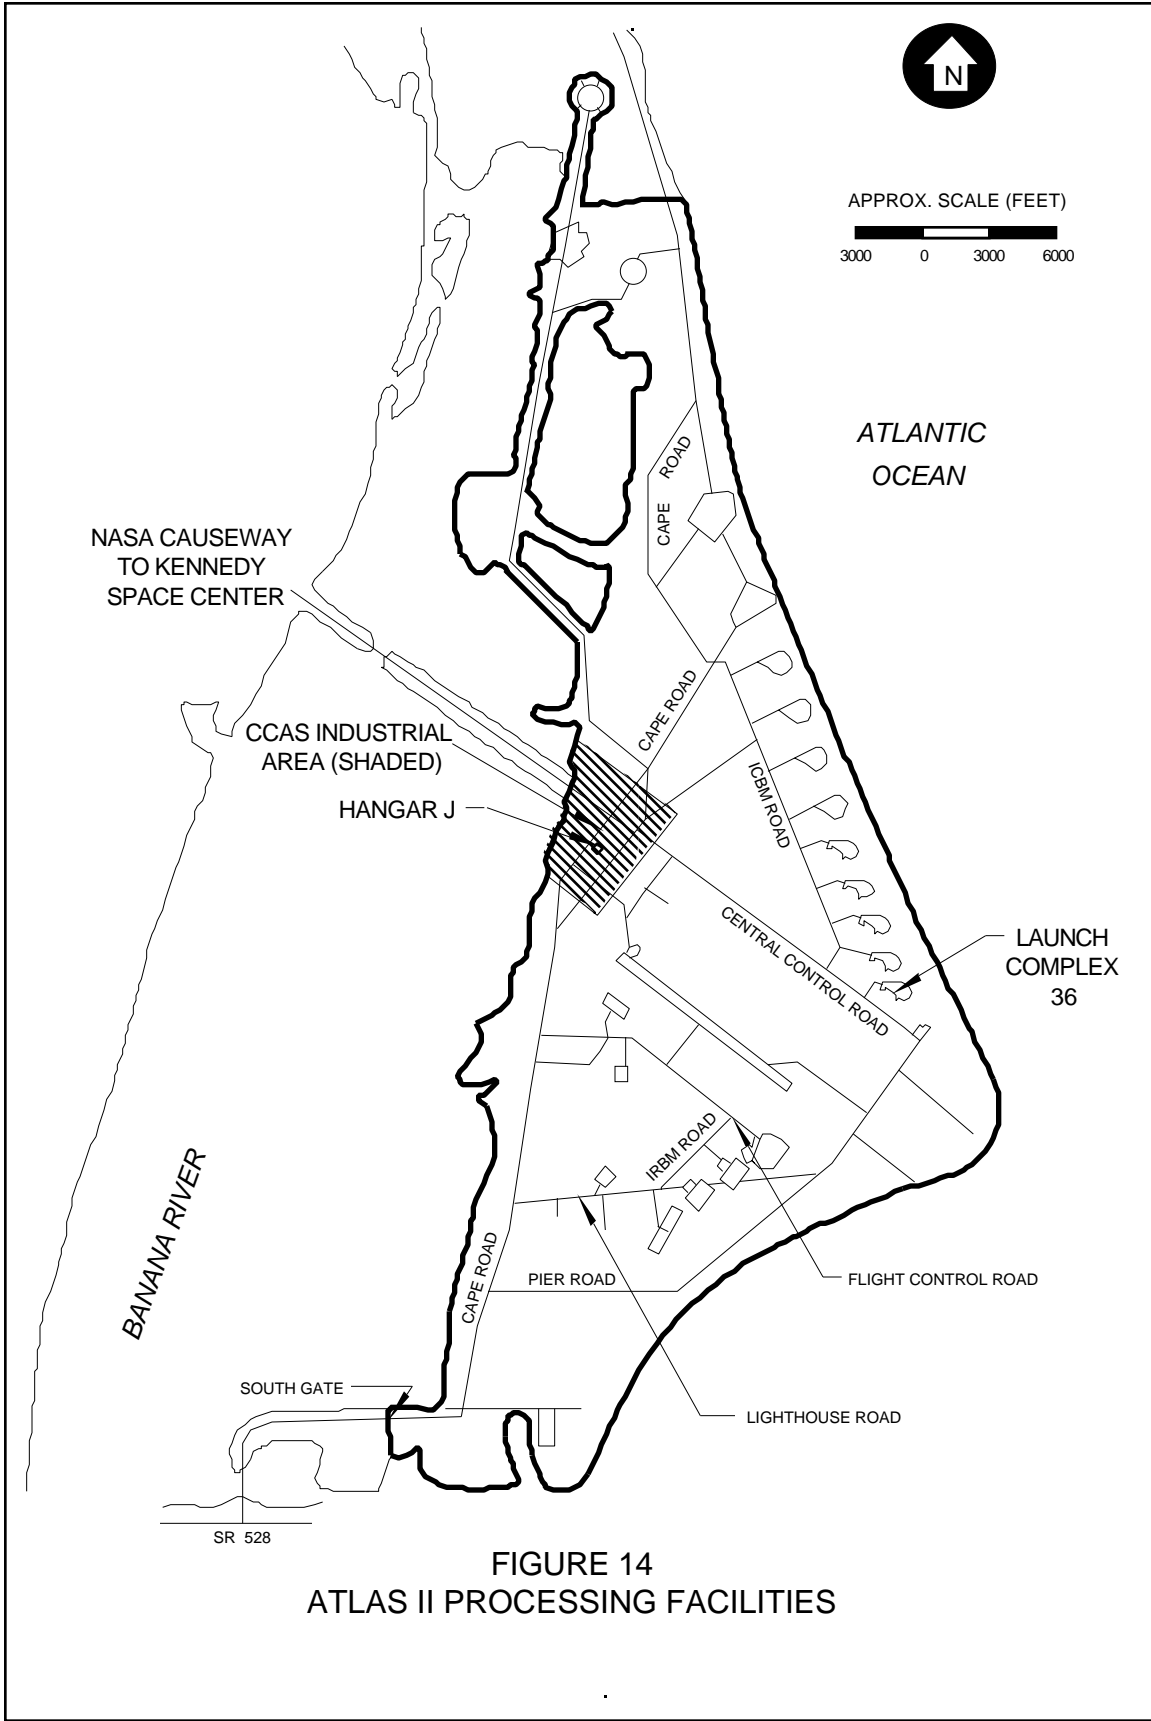 N
APPROX. SCALE (FEET)
3000 0 3000 6000
ATLANTIC
OCEAN
CAPE
ROAD
NASA CAUSEWAY
TO KENNEDY
SPACE CENTER
CAPE ROAD
CCAS INDUSTRIAL
AREA (SHADED)
HANGAR J
ICBM ROAD
CENTRAL CONTROL ROAD
LAUNCH
COMPLEX
36
IRBM ROAD
BANANA RIVER
CAPE ROAD
PIER ROAD
FLIGHT CONTROL ROAD
SOUTH GATE
LIGHTHOUSE ROAD
SR 528
FIGURE 14
ATLAS II PROCESSING FACILITIES